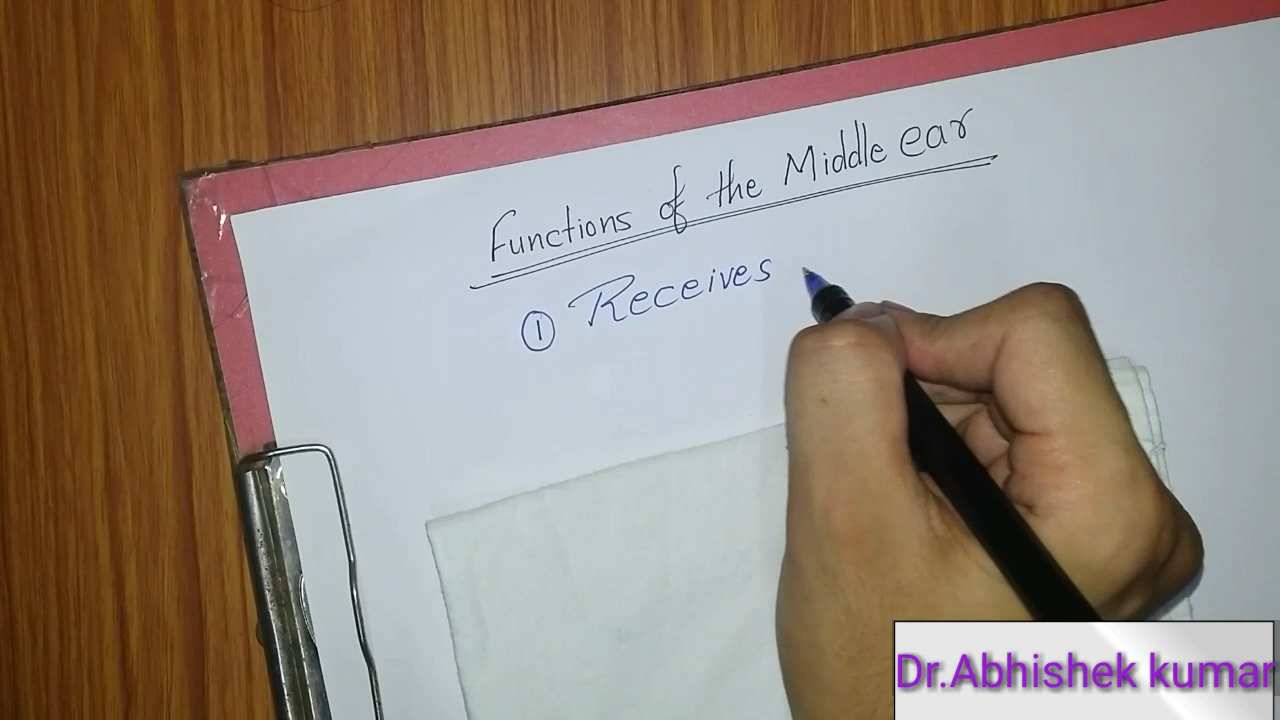 Functions of the Middle ear
① Receives
Dr.Abhishek kumar